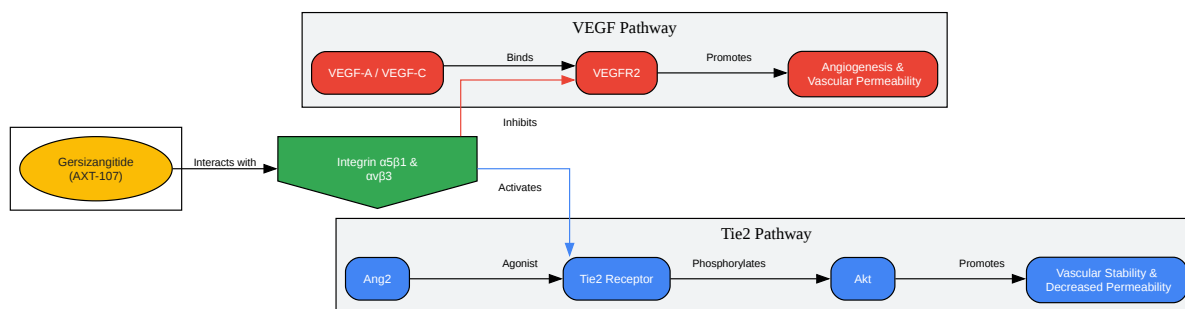 VEGF Pathway
VEGF-A / VEGF-C
Binds
VEGFR2
Promotes
Angiogenesis &
Vascular Permeability
Inhibits
Gersizangitide
(AXT-107)
Interacts with
Integrin α5β1 &
αvβ3
Activates
Tie2 Pathway
Ang2
Agonist
Tie2 Receptor
Phosphorylates
Akt
Promotes
Vascular Stability &
Decreased Permeability